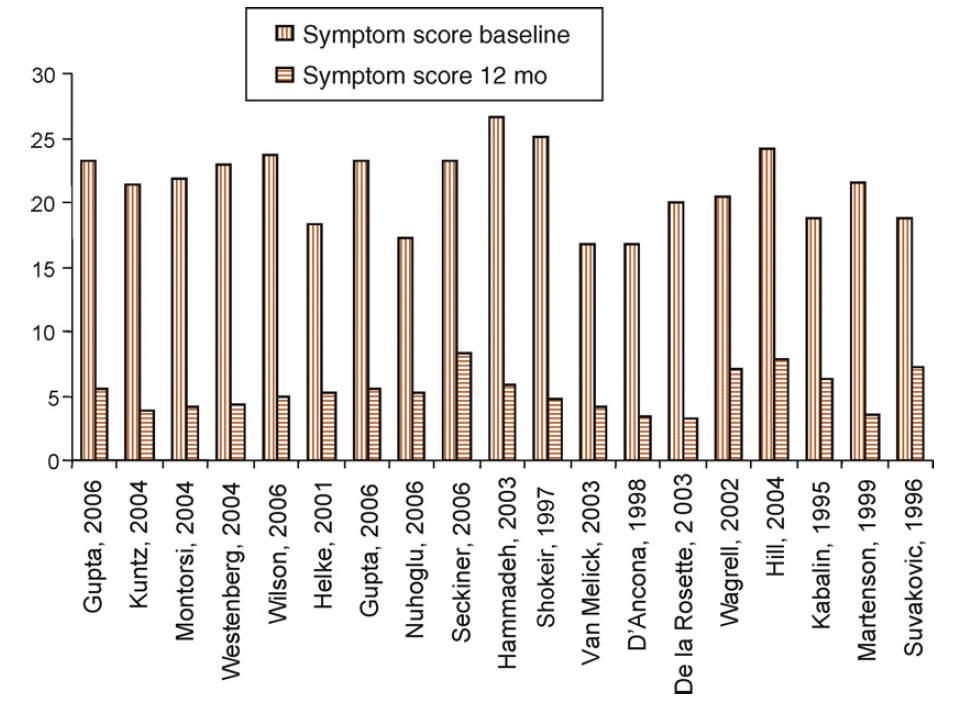 Symptom score baseline
Symptom score 12 mo
30
25
20
15
10
5
0
Gupta, 2006
Kuntz, 2004
Montorsi, 2004
Westenberg, 2004
Wilson, 2006
Helke, 2001
Gupta, 2006
Nuhoglu, 2006
Seckiner, 2006
Hammadeh, 2003
Shokeir, 1997
Van Melick, 2003
D'Ancona, 1998
De la Rosette, 2 003
Wagrell, 2002
Hill, 2004
Kabalin, 1995
Martenson, 1999
Suvakovic, 1996